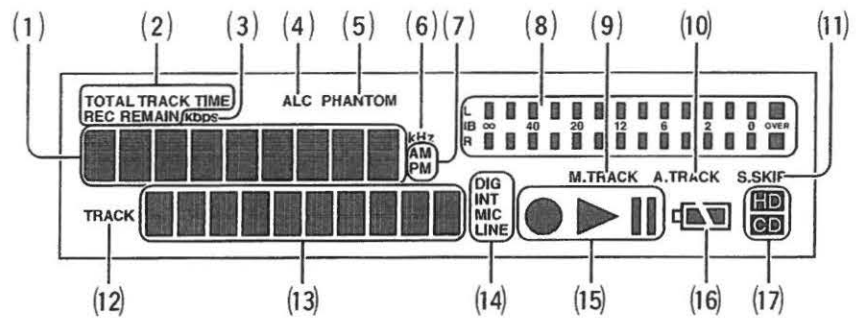 (1) (2) (3) (4) (5) (6) (7) (8) (9) (10) (11)
TOTAL TRACK TIME
REC REMAIN kbps
ALC PHANTOM
kHz
AM
PM
L
IB ∞ 40 20 12 6 2 0 OVER
R
M.TRACK A.TRACK S.SKIP
TRACK
DIG
INT
MIC
LINE
HD
CD
(12) (13) (14) (15) (16) (17)